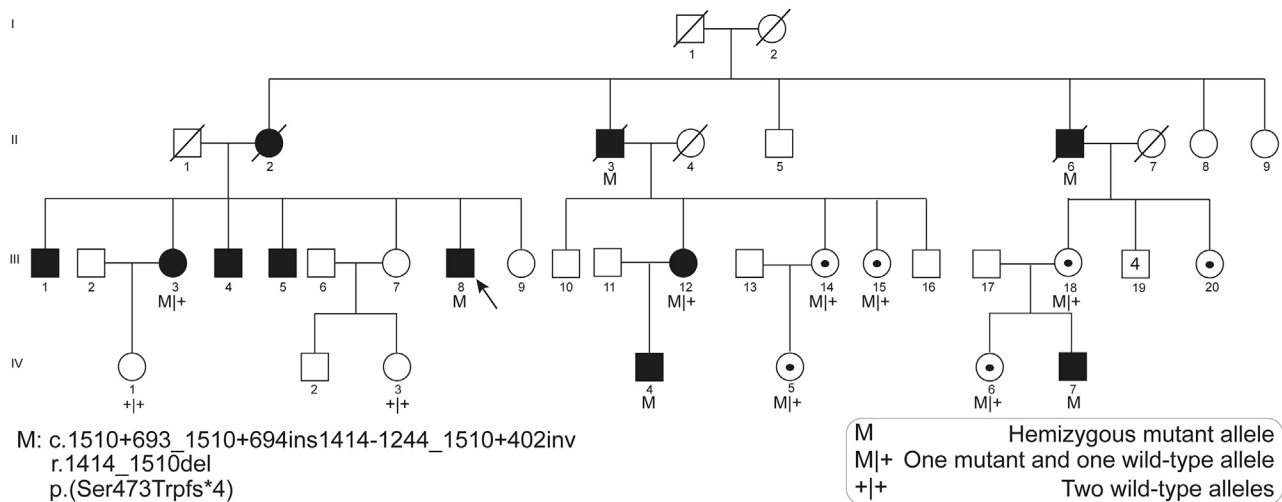 I
1 2
II
1 2 3 4 5 6 7 8 9
M M
III
4
1 2 3 4 5 6 7 8 9 10 11 12 13 14 15 16 17 18 19 20
M|+ M M|+ M|+ M|+ M|+
IV
1 2 3 4 5 6 7
+|+ +|+ M M|+ M|+ M
M: c.1510+693_1510+694ins1414-1244_1510+402inv
r.1414_1510del
p.(Ser473Trpfs*4)
M Hemizygous mutant allele
M|+ One mutant and one wild-type allele
+|+ Two wild-type alleles